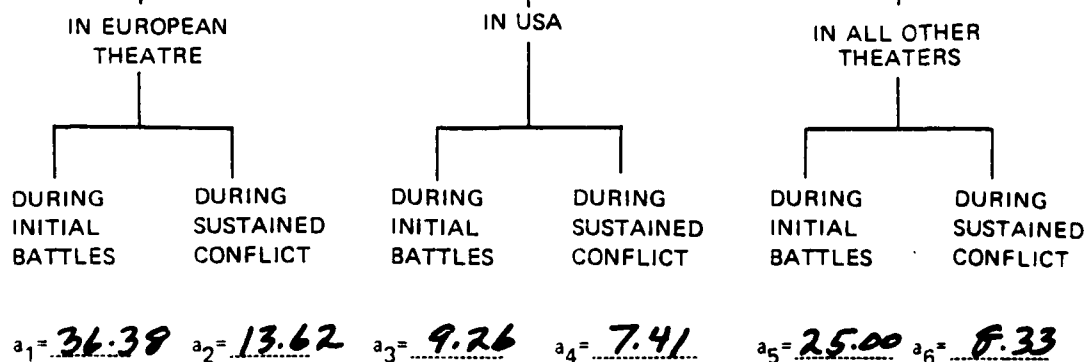 IN EUROPEAN
THEATRE
IN USA
IN ALL OTHER
THEATERS
DURING
INITIAL
BATTLES
DURING
SUSTAINED
CONFLICT
DURING
INITIAL
BATTLES
DURING
SUSTAINED
CONFLICT
DURING
INITIAL
BATTLES
DURING
SUSTAINED
CONFLICT
a1= 36.38 a2= 13.62 a3= 9.26 a4= 7.41 a5= 25.00 a6= 8.33